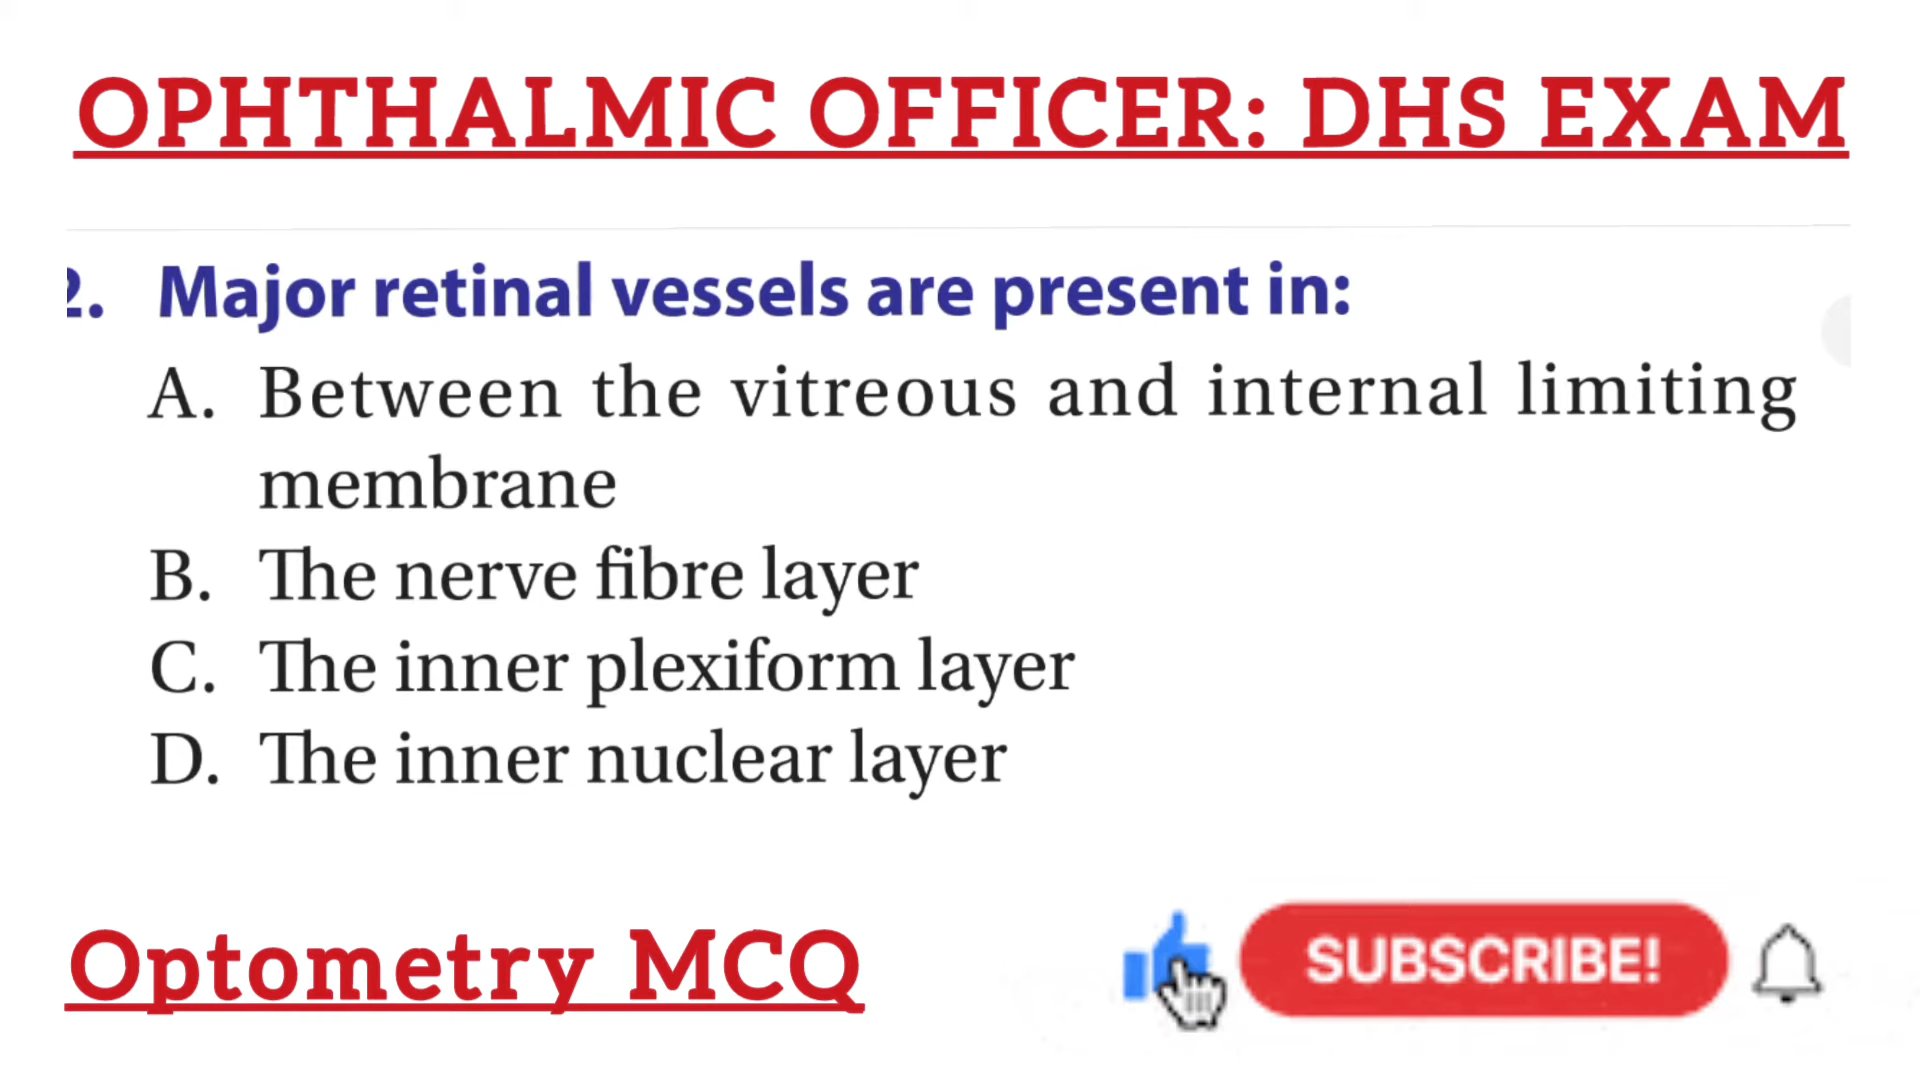 OPHTHALMIC OFFICER: DHS EXAM
2. Major retinal vessels are present in:
A. Between the vitreous and internal limiting
membrane
B. The nerve fibre layer
C. The inner plexiform layer
D. The inner nuclear layer
Optometry MCQ
SUBSCRIBE!